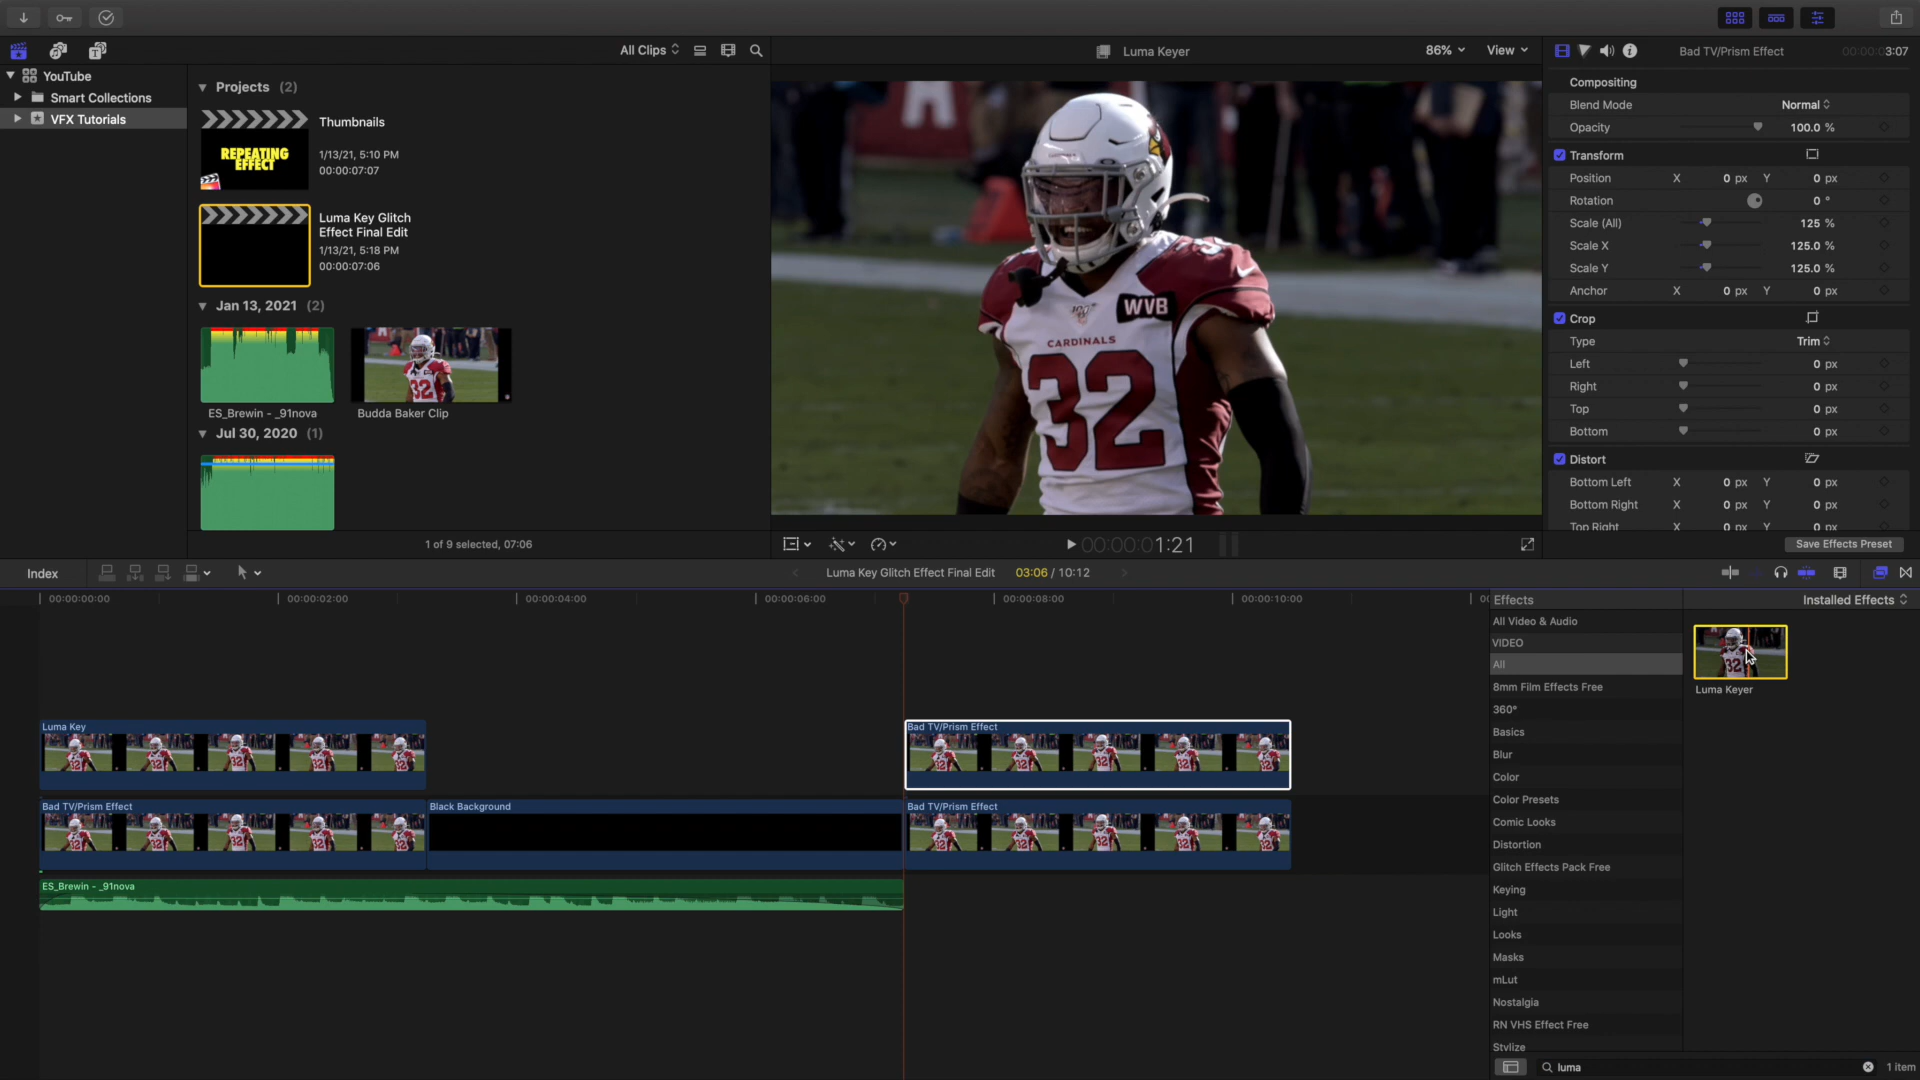 All Clips
Luma Keyer
86%
View
Bad TV/Prism Effect
00:00:03:07
YouTube
Smart Collections
VFX Tutorials
Projects (2)
Thumbnails
REPEATING
EFFECT
1/13/21, 5:10 PM
00:00:07:07
Luma Key Glitch
Effect Final Edit
1/13/21, 5:18 PM
00:00:07:06
Jan 13, 2021 (2)
ES_Brewin - _91nova
Budda Baker Clip
Jul 30, 2020 (1)
1 of 9 selected, 07:06
WVB
100
CARDINALS
32
00:00:00:01:21
Compositing
Blend Mode Normal
Opacity 100.0 %
Transform
Position X 0 px Y 0 px
Rotation 0 °
Scale (All) 125 %
Scale X 125.0 %
Scale Y 125.0 %
Anchor X 0 px Y 0 px
Crop
Type Trim
Left 0 px
Right 0 px
Top 0 px
Bottom 0 px
Distort
Bottom Left X 0 px Y 0 px
Bottom Right X 0 px Y 0 px
Top Right X 0 px Y 0 px
Save Effects Preset
Index
Luma Key Glitch Effect Final Edit
03:06 / 10:12
00:00:00:00
00:00:02:00
00:00:04:00
00:00:06:00
00:00:08:00
00:00:10:00
Luma Key
Bad TV/Prism Effect
Bad TV/Prism Effect
Black Background
Bad TV/Prism Effect
ES_Brewin - _91nova
Effects
Installed Effects
All Video & Audio
VIDEO
All
8mm Film Effects Free
360°
Basics
Blur
Color
Color Presets
Comic Looks
Distortion
Glitch Effects Pack Free
Keying
Light
Looks
Masks
mLut
Nostalgia
RN VHS Effect Free
Stylize
Luma Keyer
luma
1 item